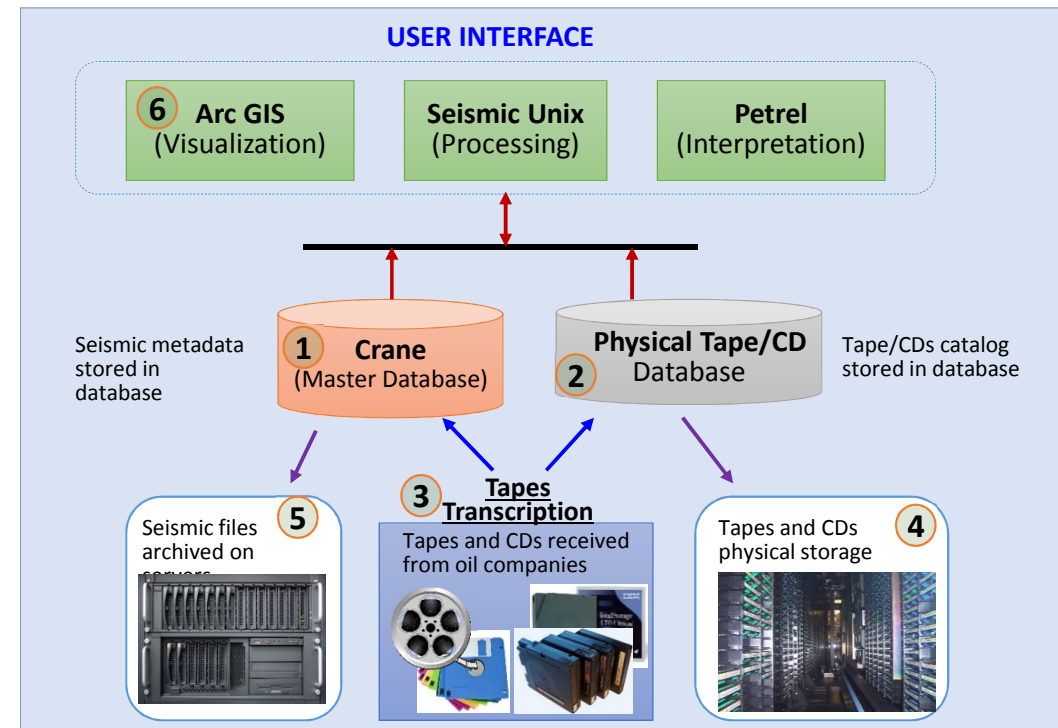 USER INTERFACE
6
Arc GIS
(Visualization)
Seismic Unix
(Processing)
Petrel
(Interpretation)
Seismic metadata
stored in
database
1
Crane
(Master Database)
Physical Tape/CD
2
Database
Tape/CDs catalog
stored in database
5
Seismic files
archived on
servers
3
Tapes
Transcription
Tapes and CDs received
from oil companies
4
Tapes and CDs
physical storage